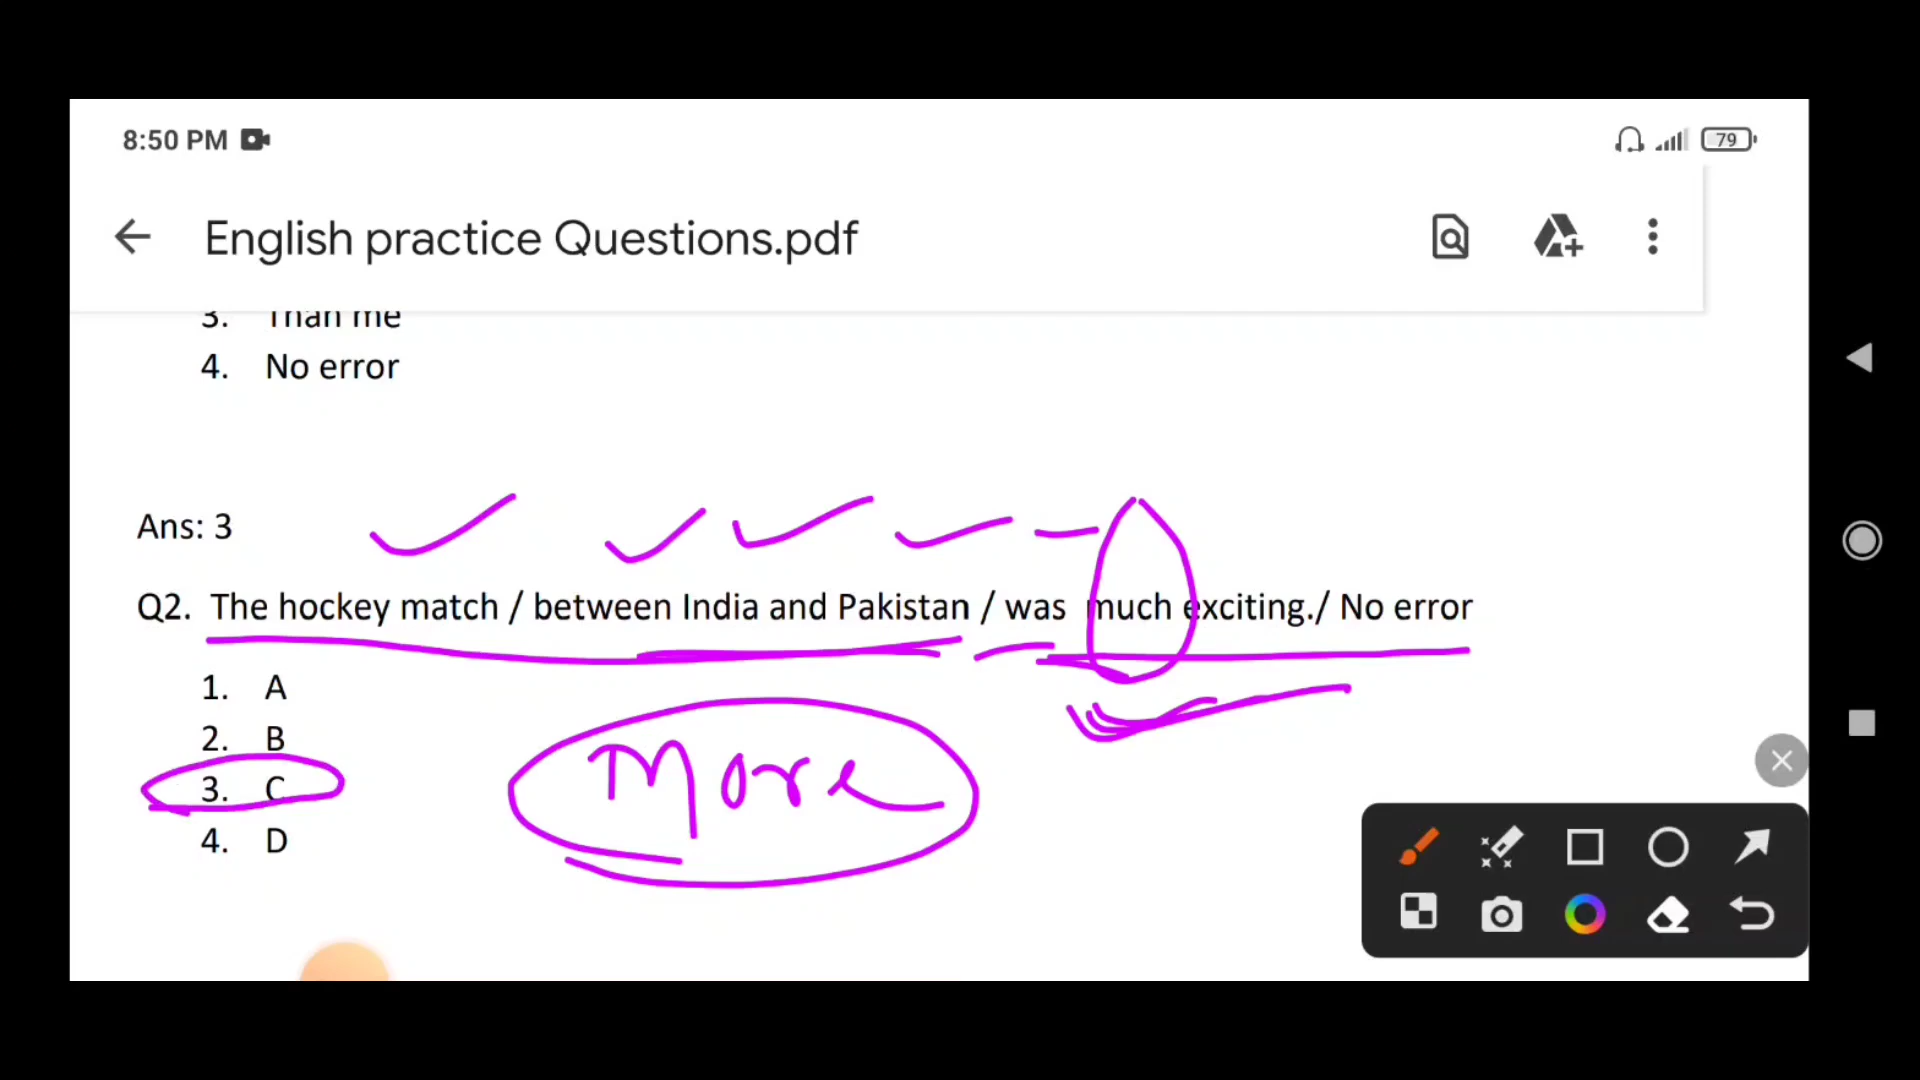 8:50 PM
79
English practice Questions.pdf
3. Than me
4. No error
Ans: 3
Q2. The hockey match / between India and Pakistan / was much exciting./ No error
1. A
2. B
3. C
4. D
More